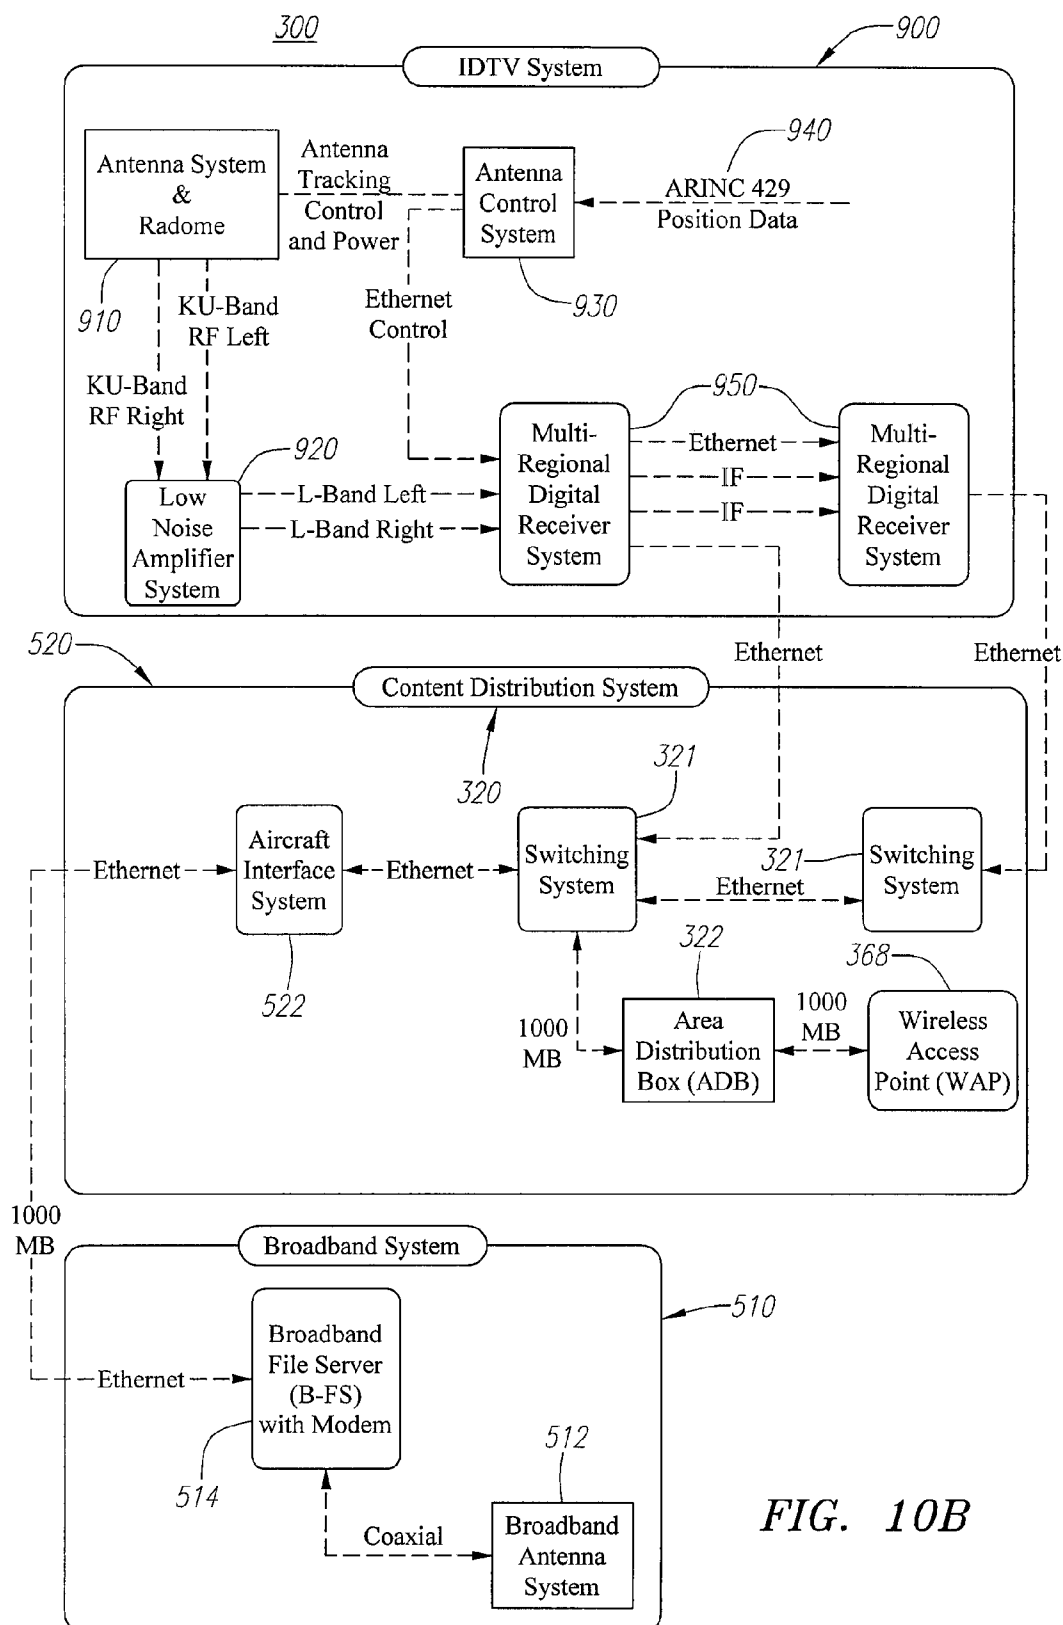 300
900
IDTV System
Antenna System
&
Radome
Antenna
Tracking
Control
and Power
Antenna
Control
System
940
ARINC 429
Position Data
910
KU-Band
RF Left
KU-Band
RF Right
Ethernet
Control
930
920
950
Low
Noise
Amplifier
System
L-Band Left
L-Band Right
Multi-
Regional
Digital
Receiver
System
Ethernet
IF
IF
Multi-
Regional
Digital
Receiver
System
Ethernet
Ethernet
520
Content Distribution System
320
321
Ethernet
Aircraft
Interface
System
Ethernet
Switching
System
Ethernet
321
Switching
System
522
322
368
1000
MB
Area
Distribution
Box (ADB)
1000
MB
Wireless
Access
Point (WAP)
1000
MB
Broadband System
510
Ethernet
Broadband
File Server
(B-FS)
with Modem
514
512
Coaxial
Broadband
Antenna
System
FIG. 10B